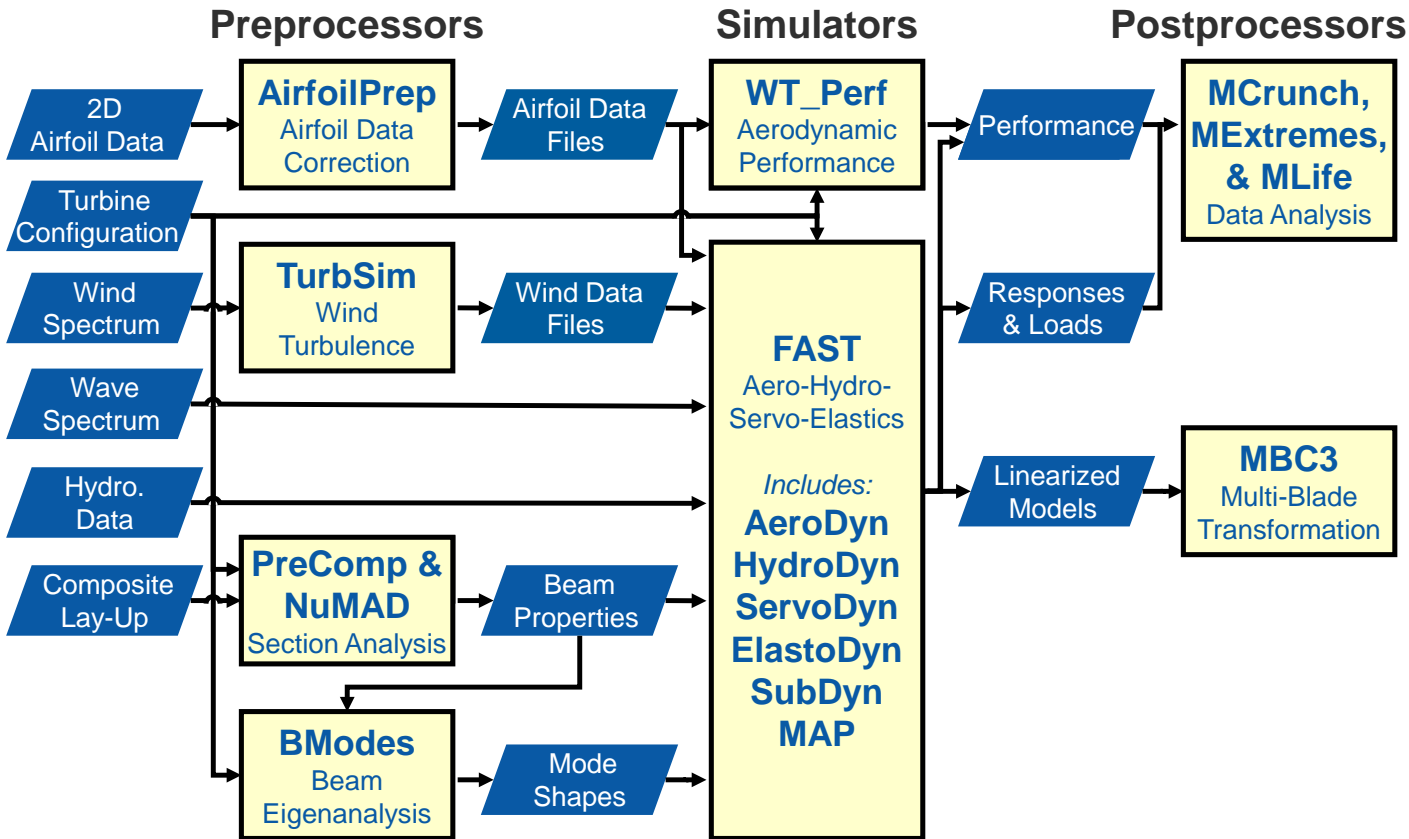 Preprocessors
Simulators
Postprocessors
2D
Airfoil Data
AirfoilPrep
Airfoil Data
Correction
Airfoil Data
Files
WT_Perf
Aerodynamic
Performance
Performance
MCrunch,
MExtremes,
& MLife
Data Analysis
Turbine
Configuration
Wind
Spectrum
TurbSim
Wind
Turbulence
Wind Data
Files
FAST
Aero-Hydro-
Servo-Elastics
Includes:
AeroDyn
HydroDyn
ServoDyn
ElastoDyn
SubDyn
MAP
Responses
& Loads
Wave
Spectrum
Hydro.
Data
Linearized
Models
MBC3
Multi-Blade
Transformation
Composite
Lay-Up
PreComp &
NuMAD
Section Analysis
Beam
Properties
BModes
Beam
Eigenanalysis
Mode
Shapes